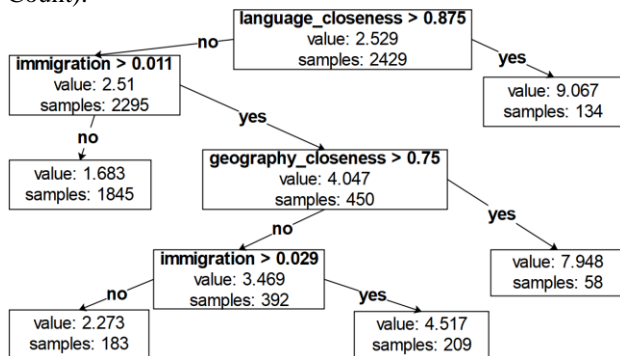 Count).
language_closeness > 0.875
value: 2.529
samples: 2429
no
yes
immigration > 0.011
value: 2.51
samples: 2295
value: 9.067
samples: 134
no
yes
value: 1.683
samples: 1845
geography_closeness > 0.75
value: 4.047
samples: 450
no
yes
immigration > 0.029
value: 3.469
samples: 392
value: 7.948
samples: 58
no
yes
value: 2.273
samples: 183
value: 4.517
samples: 209